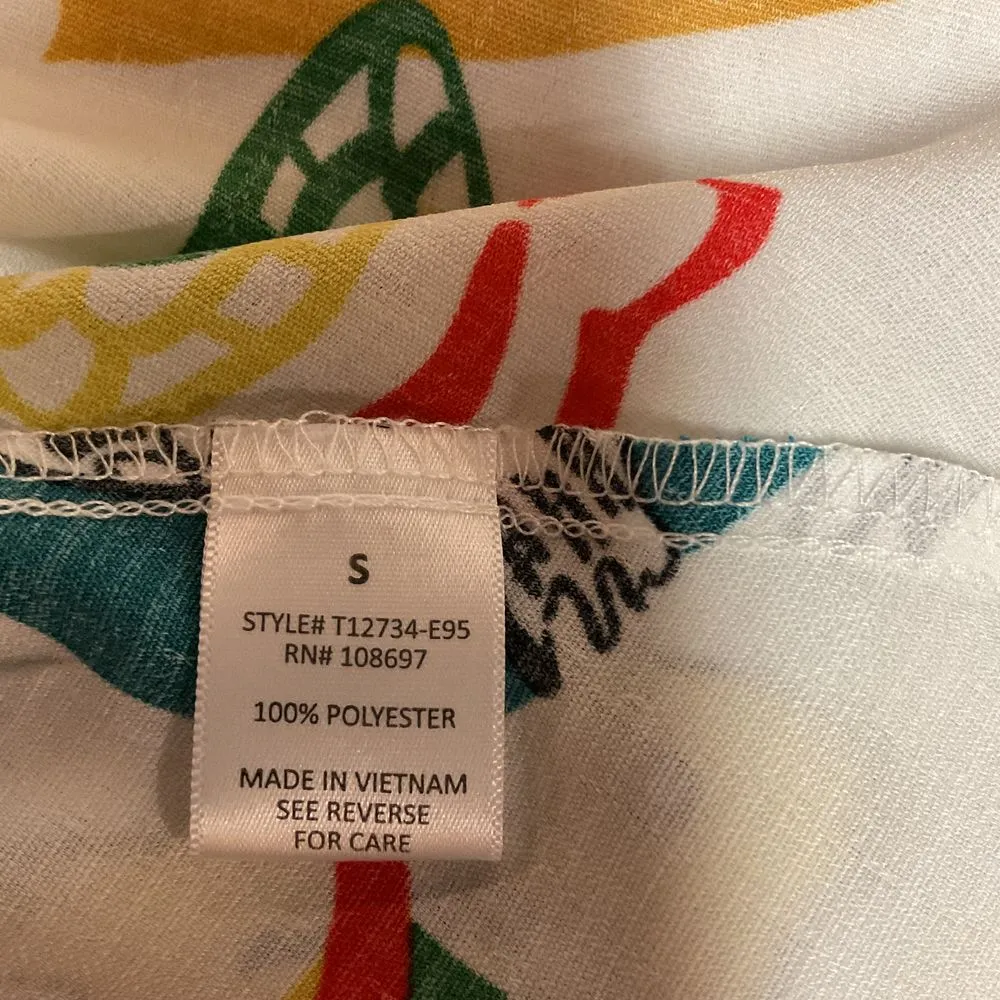 S
STYLE# T12734-E95
RN# 108697
100% POLYESTER
MADE IN VIETNAM
SEE REVERSE
FOR CARE